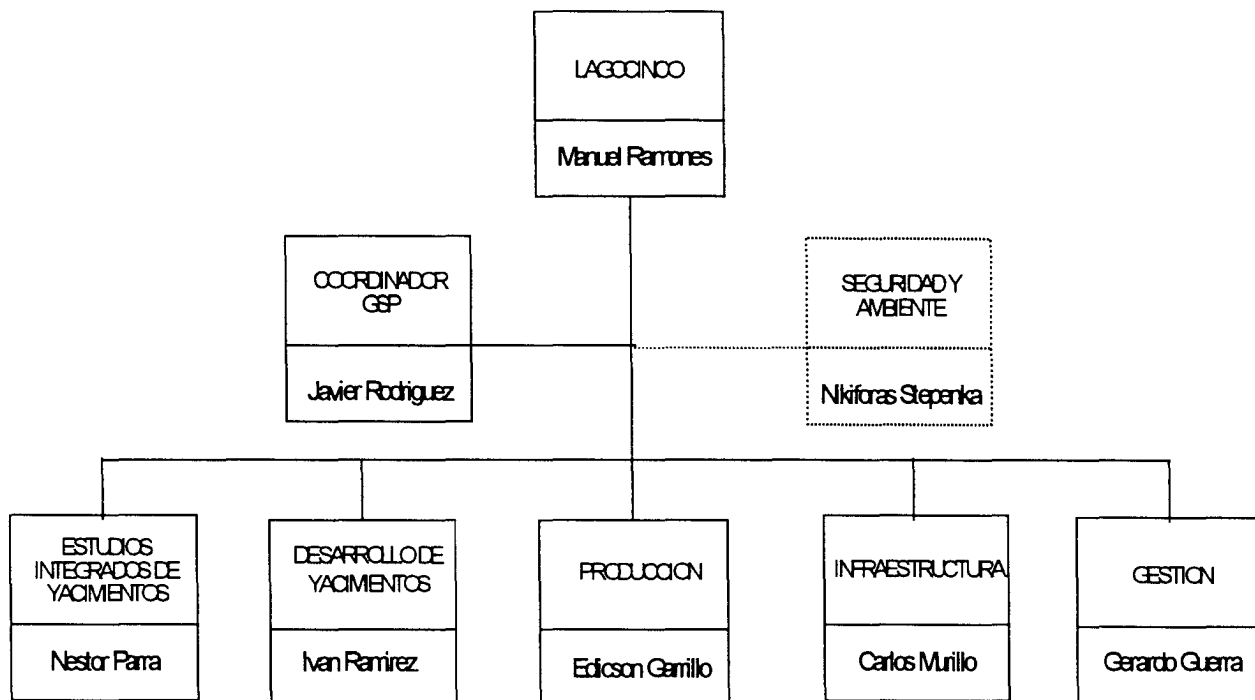 LAGOCINCO
Manuel Ramones
COORDINADOR
GSP
Javier Rodriguez
SEGURIDAD Y
AMBIENTE
Nikiforas Stepenka
ESTUDIOS
INTEGRADOS DE
YACIMIENTOS
Nestor Parra
DESARROLLO DE
YACIMIENTOS
Ivan Ramirez
PRODUCCION
Edicson Garrillo
INFRAESTRUCTURA
Carlos Murillo
GESTION
Gerardo Guerra